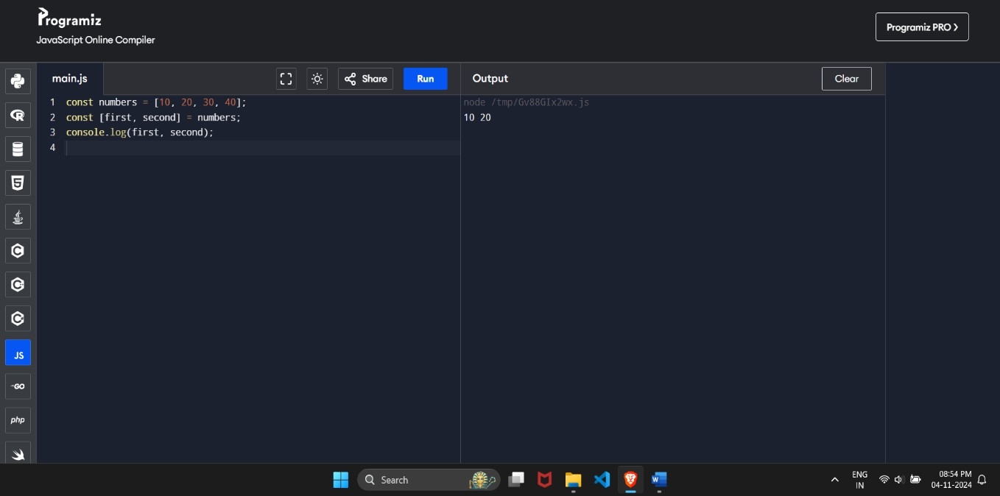 Programiz
JavaScript Online Compiler
Programiz PRO
main.js
Share
Run
Output
Clear
1 const numbers = [10, 20, 30, 40];
2 const [first, second] = numbers;
3 console.log(first, second);
4
node /tmp/Gv88GIx2wx.js
10 20
R
5
C
C
C
JS
GO
php
Search
W
ENG
IN
08:54 PM
04-11-2024